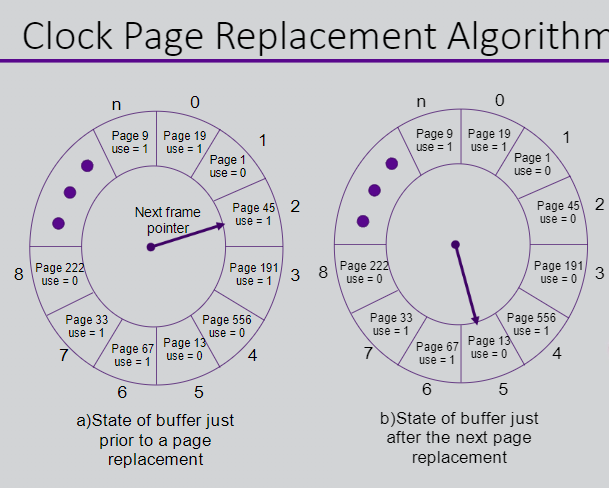 Clock Page Replacement Algorithm
n
0
Page 9
use = 1
Page 19
use = 1
1
Page 1
use = 0
2
Page 45
use = 1
Next frame
pointer
8
Page 222
use = 0
Page 191
use = 1
3
Page 33
use = 1
Page 556
use = 0
7
Page 67
use = 1
Page 13
use = 0
4
6
5
a)State of buffer just
prior to a page
replacement
n
0
Page 9
use = 1
Page 19
use = 1
1
Page 1
use = 0
2
Page 45
use = 0
8
Page 222
use = 0
Page 191
use = 0
3
Page 33
use = 1
Page 556
use = 1
7
Page 67
use = 1
Page 13
use = 0
4
6
5
b)State of buffer just
after the next page
replacement